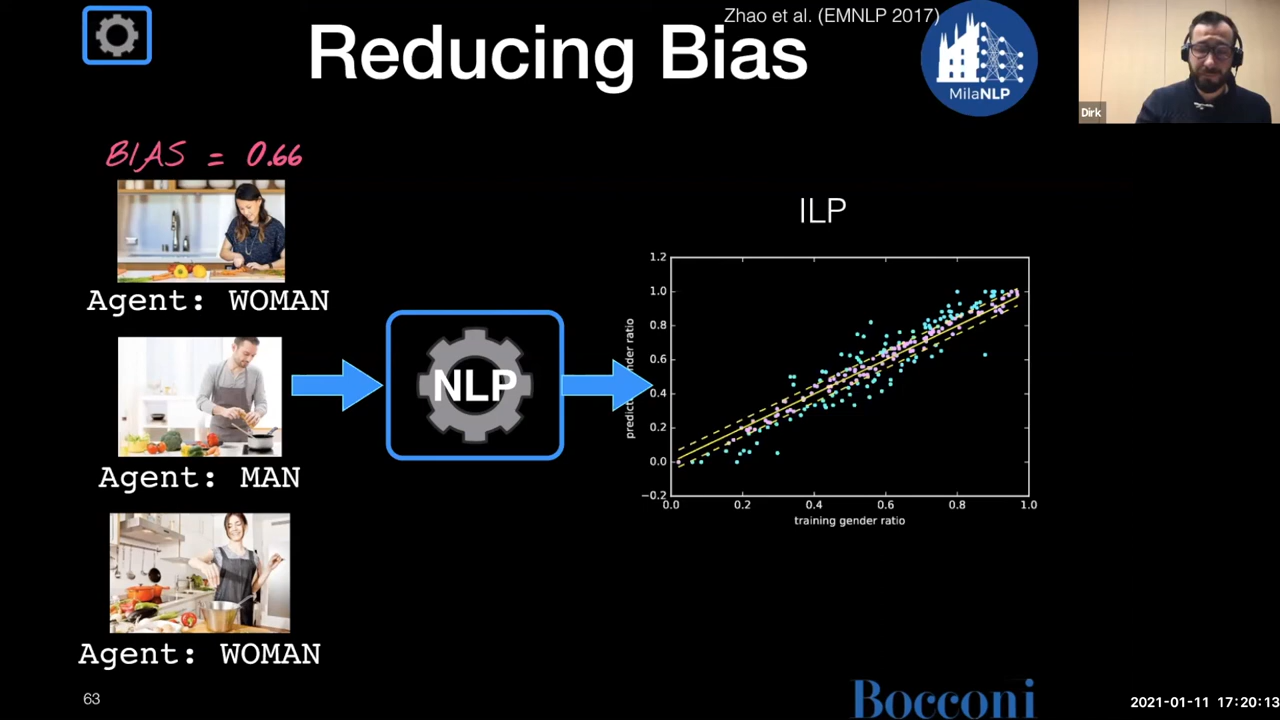 Zhao et al. (EMNLP 2017)
Reducing Bias
MilaNLP
Dirk
BIAS = 0.66
Agent: WOMAN
Agent: MAN
Agent: WOMAN
NLP
ILP
1.2
1.0
0.8
0.6
0.4
0.2
0.0
−0.2
0.0 0.2 0.4 0.6 0.8 1.0
training gender ratio
ratio
63
Bocconi
2021-01-11 17:20:13